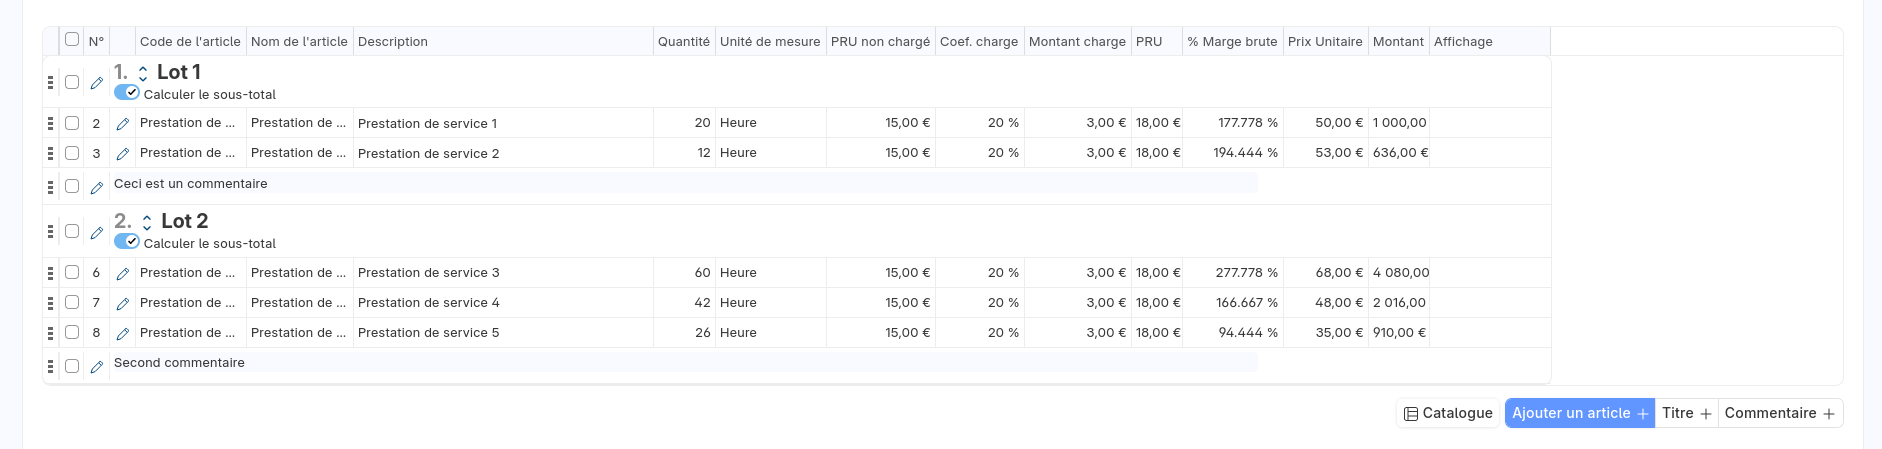 N° Code de l'article Nom de l'article Description Quantité Unité de mesure PRU non chargé Coef. charge Montant charge PRU % Marge brute Prix Unitaire Montant Affichage
1. Lot 1
Calculer le sous-total
2 Prestation de ... Prestation de ... Prestation de service 1 20 Heure 15,00 € 20 % 3,00 € 18,00 € 177.778 % 50,00 € 1 000,00
3 Prestation de ... Prestation de ... Prestation de service 2 12 Heure 15,00 € 20 % 3,00 € 18,00 € 194.444 % 53,00 € 636,00 €
Ceci est un commentaire
2. Lot 2
Calculer le sous-total
6 Prestation de ... Prestation de ... Prestation de service 3 60 Heure 15,00 € 20 % 3,00 € 18,00 € 277.778 % 68,00 € 4 080,00
7 Prestation de ... Prestation de ... Prestation de service 4 42 Heure 15,00 € 20 % 3,00 € 18,00 € 166.667 % 48,00 € 2 016,00
8 Prestation de ... Prestation de ... Prestation de service 5 26 Heure 15,00 € 20 % 3,00 € 18,00 € 94.444 % 35,00 € 910,00 €
Second commentaire
Catalogue Ajouter un article + Titre + Commentaire +